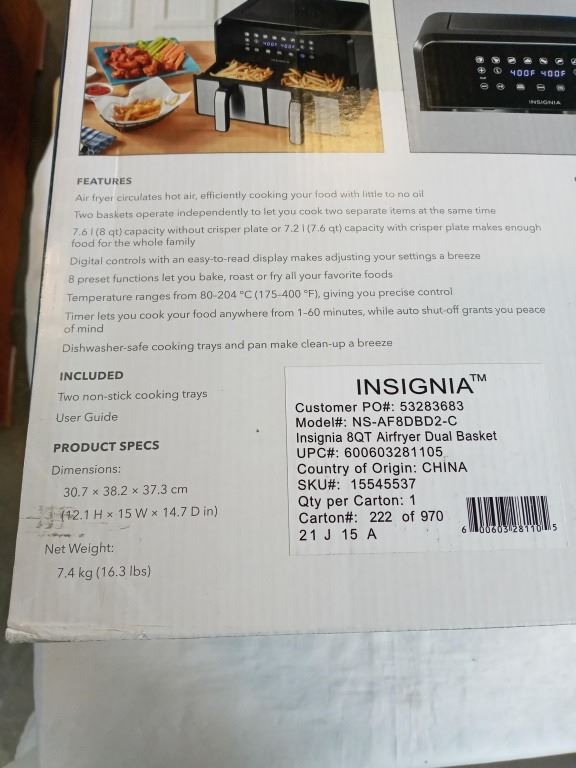 400F 400F
INSIGNIA
400F 400F
INSIGNIA
FEATURES
Air fryer circulates hot air, efficiently cooking your food with little to no oil
Two baskets operate independently to let you cook two separate items at the same time
7.6 l (8 qt) capacity without crisper plate or 7.2 l (7.6 qt) capacity with crisper plate makes enough
food for the whole family
Digital controls with an easy-to-read display makes adjusting your settings a breeze
8 preset functions let you bake, roast or fry all your favorite foods
Temperature ranges from 80–204 °C (175–400 °F), giving you precise control
Timer lets you cook your food anywhere from 1–60 minutes, while auto shut-off grants you peace
of mind
Dishwasher-safe cooking trays and pan make clean-up a breeze
INCLUDED
Two non-stick cooking trays
User Guide
PRODUCT SPECS
Dimensions:
30.7 × 38.2 × 37.3 cm
(12.1 H × 15 W × 14.7 D in)
Net Weight:
7.4 kg (16.3 lbs)
INSIGNIA™
Customer PO#: 53283683
Model#: NS-AF8DBD2-C
Insignia 8QT Airfryer Dual Basket
UPC#: 600603281105
Country of Origin: CHINA
SKU#: 15545537
Qty per Carton: 1
Carton#: 222 of 970
21 J 15 A
6 00603 28110 5